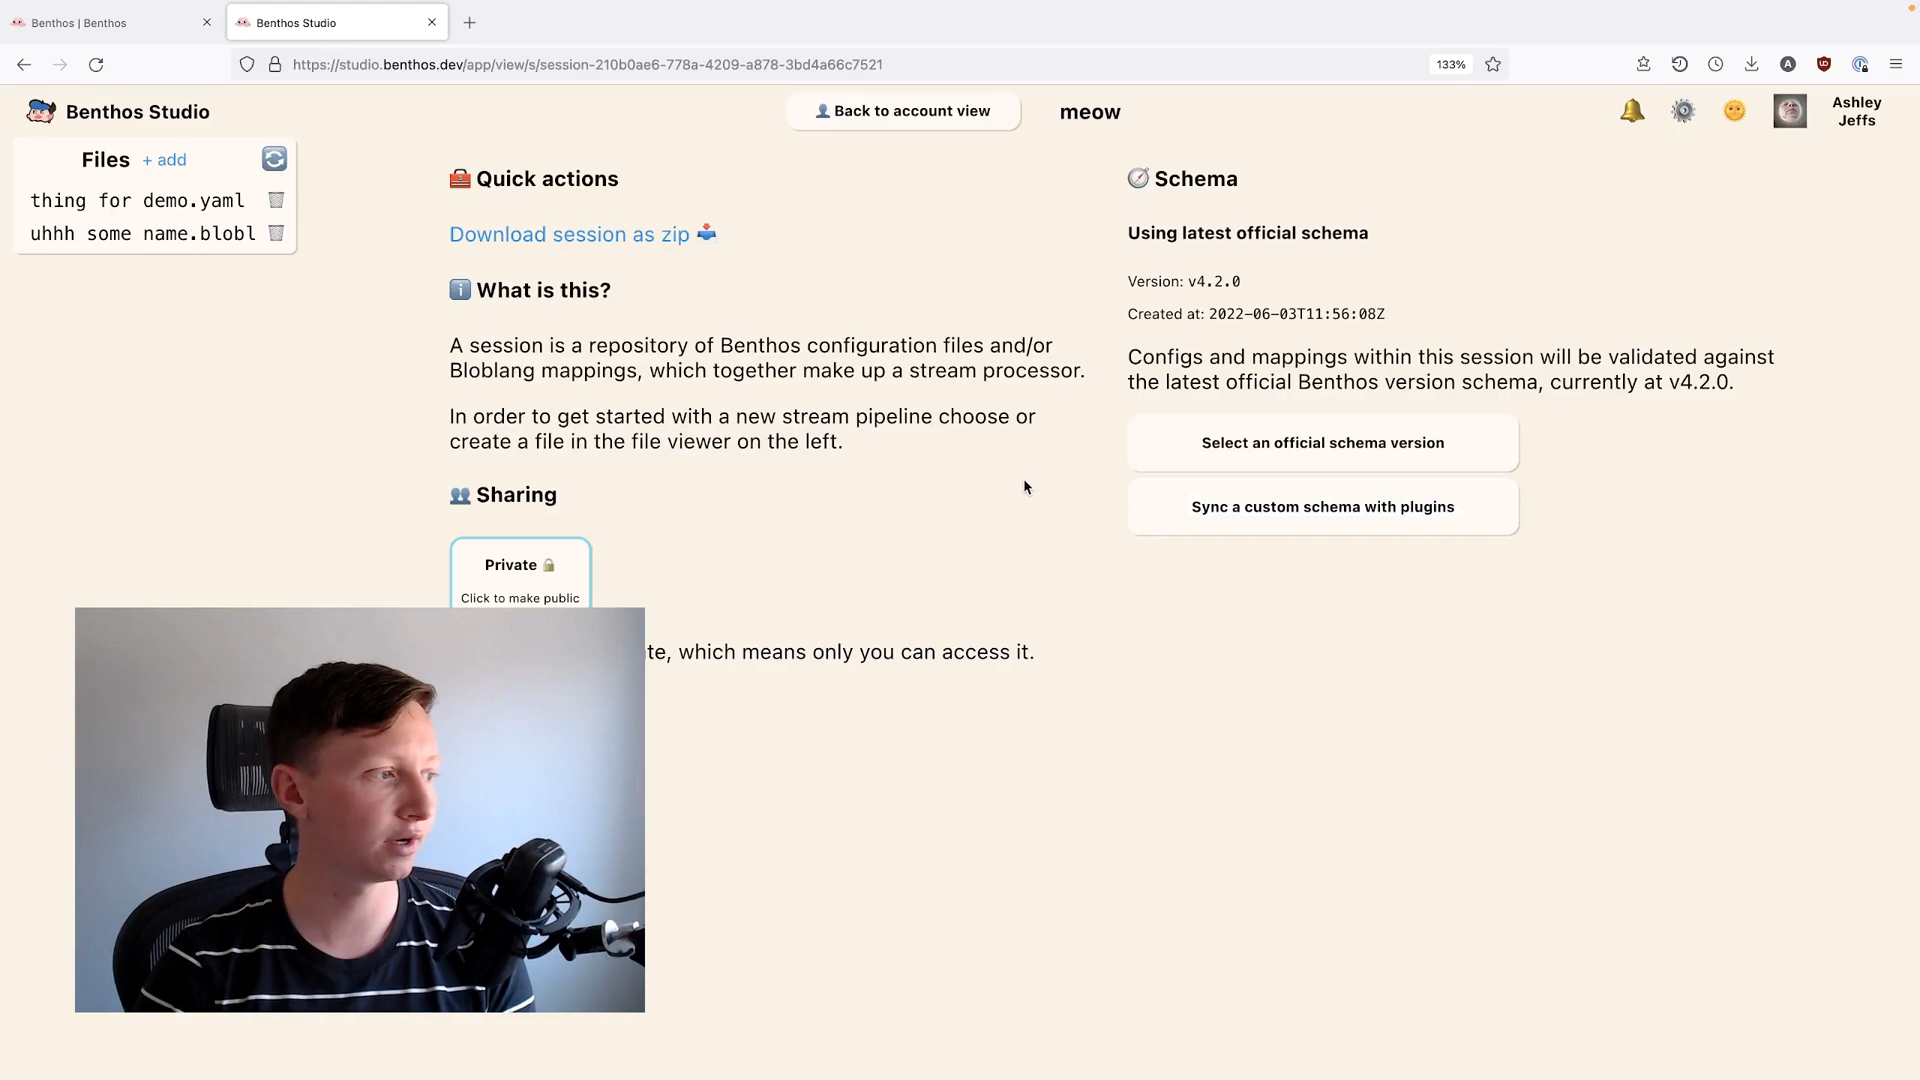 Benthos | Benthos
Benthos Studio
https://studio.benthos.dev/app/view/s/session-210b0ae6-778a-4209-a878-3bd4a66c7521
133%
Benthos Studio
Back to account view
meow
Ashley
Jeffs
Files + add
thing for demo.yaml
uhhh some name.blobl
Quick actions
Download session as zip
What is this?
A session is a repository of Benthos configuration files and/or
Bloblang mappings, which together make up a stream processor.
In order to get started with a new stream pipeline choose or
create a file in the file viewer on the left.
Sharing
Private
Click to make public
te, which means only you can access it.
Schema
Using latest official schema
Version: v4.2.0
Created at: 2022-06-03T11:56:08Z
Configs and mappings within this session will be validated against
the latest official Benthos version schema, currently at v4.2.0.
Select an official schema version
Sync a custom schema with plugins